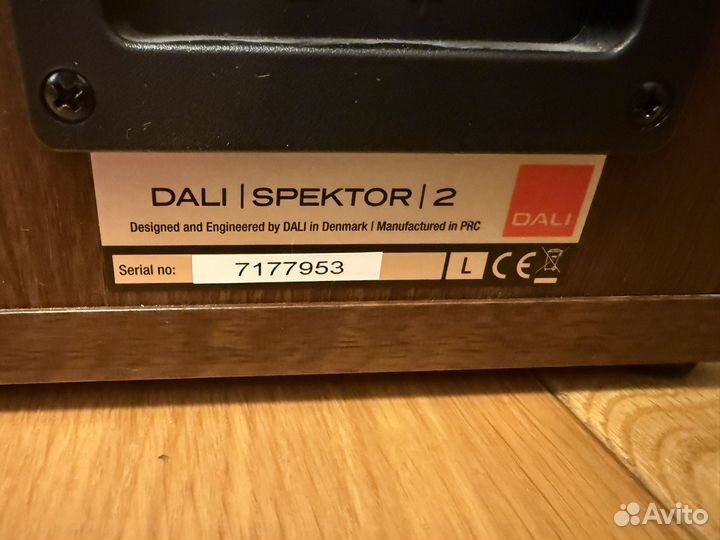 DALI | SPEKTOR | 2
Designed and Engineered by DALI in Denmark | Manufactured in PRC
DALI
Serial no: 7177953 L CE
Avito